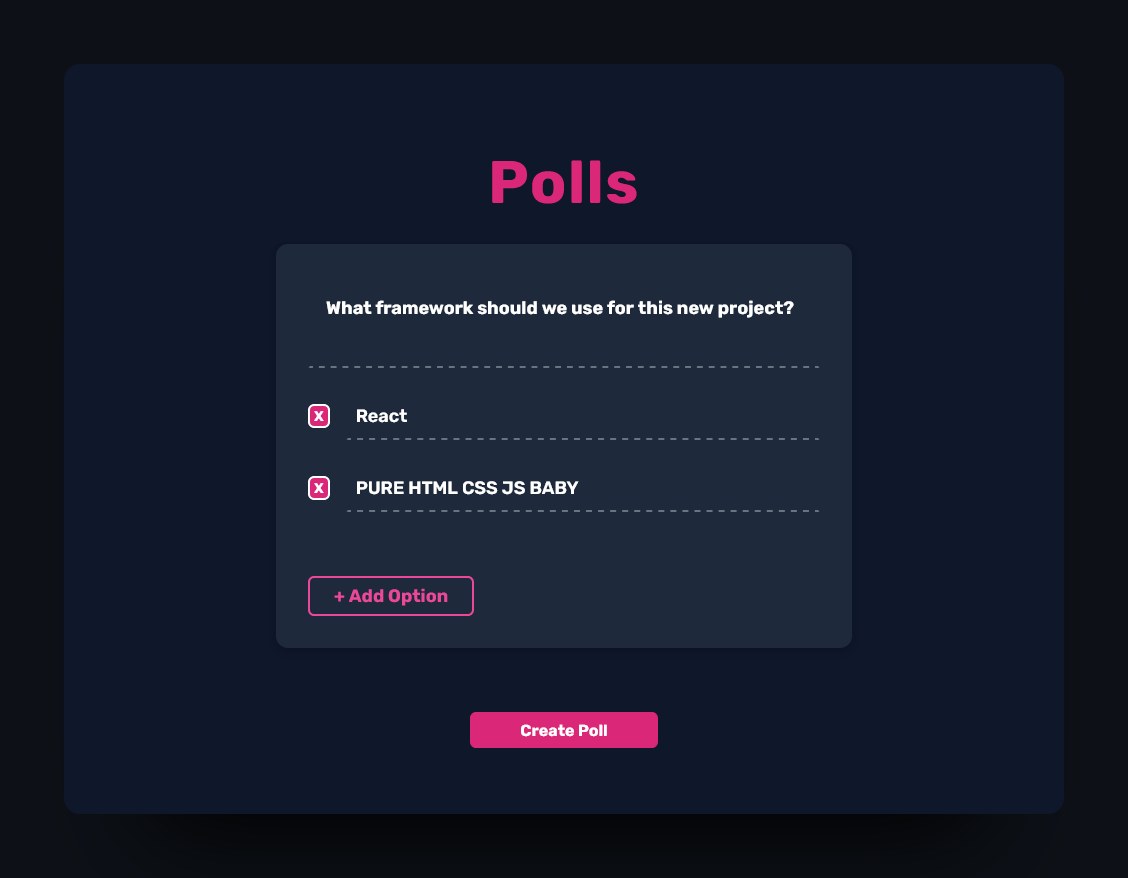 Polls
What framework should we use for this new project?
X React
X PURE HTML CSS JS BABY
+ Add Option
Create Poll